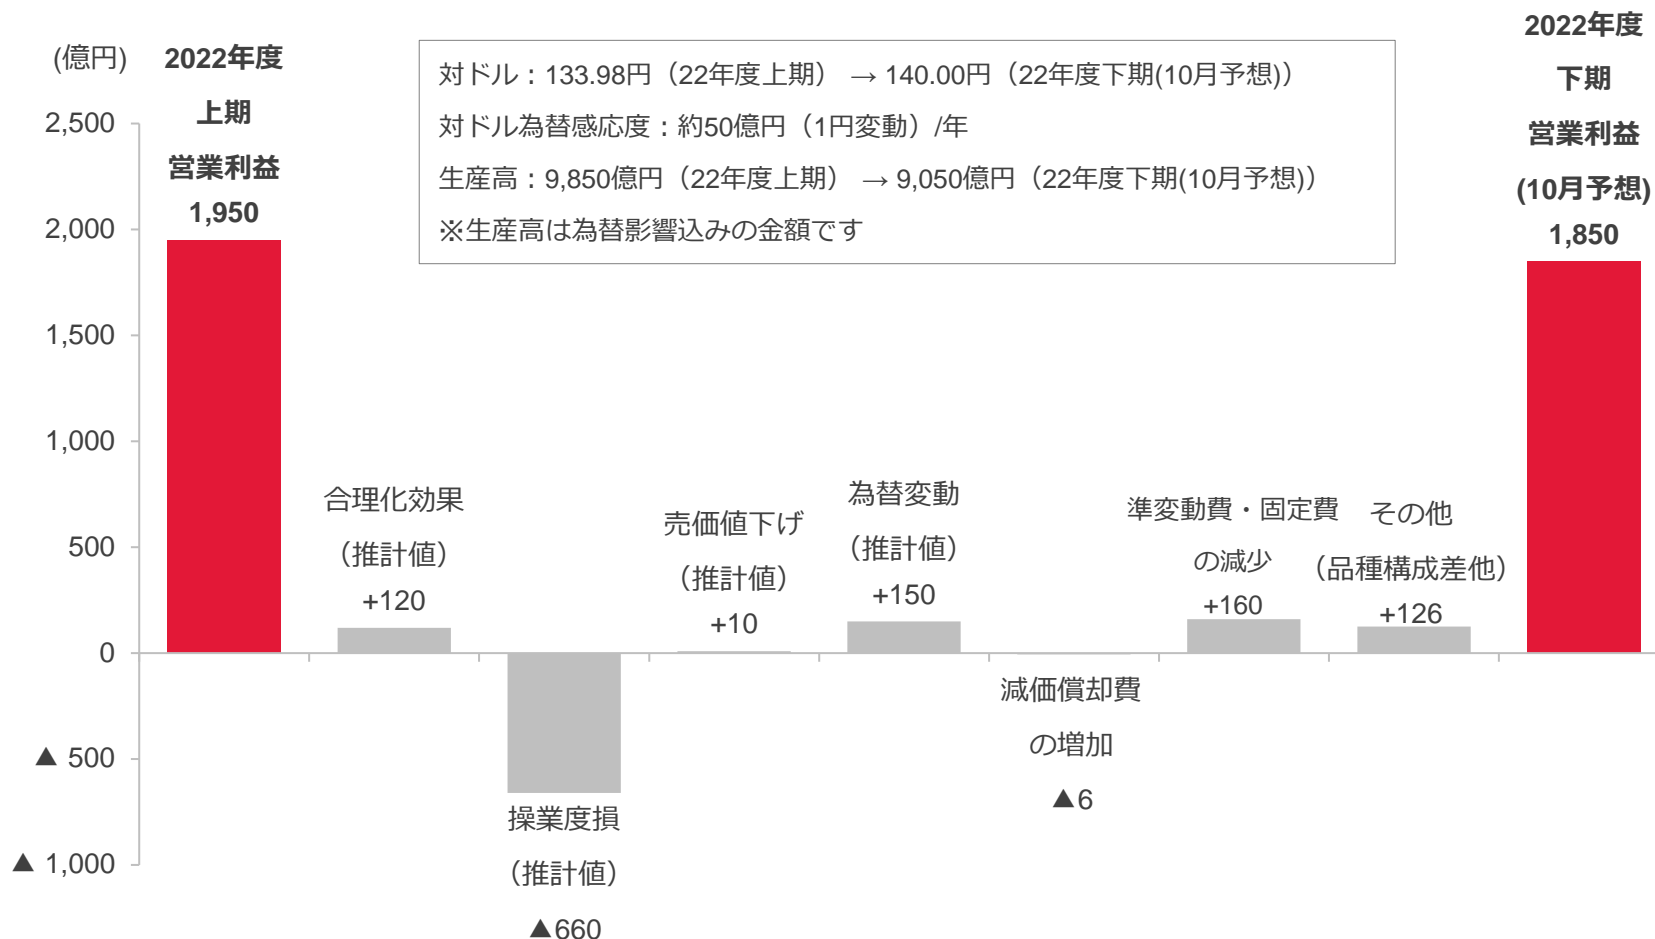 (億円)
2022年度
上期
営業利益
1,950
対ドル：133.98円（22年度上期） → 140.00円（22年度下期(10月予想)）
対ドル為替感応度：約50億円（1円変動）/年
生産高：9,850億円（22年度上期） → 9,050億円（22年度下期(10月予想)）
※生産高は為替影響込みの金額です
2022年度
下期
営業利益
(10月予想)
1,850
2,500
2,000
1,500
1,000
500
0
▲ 500
▲ 1,000
合理化効果
（推計値）
+120
操業度損
（推計値）
▲660
売価値下げ
（推計値）
+10
為替変動
（推計値）
+150
減価償却費
の増加
▲6
準変動費・固定費
の減少
+160
その他
（品種構成差他）
+126